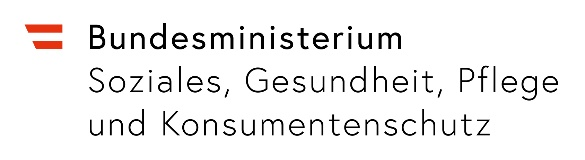 Bundesministerium
Soziales, Gesundheit, Pflege
und Konsumentenschutz